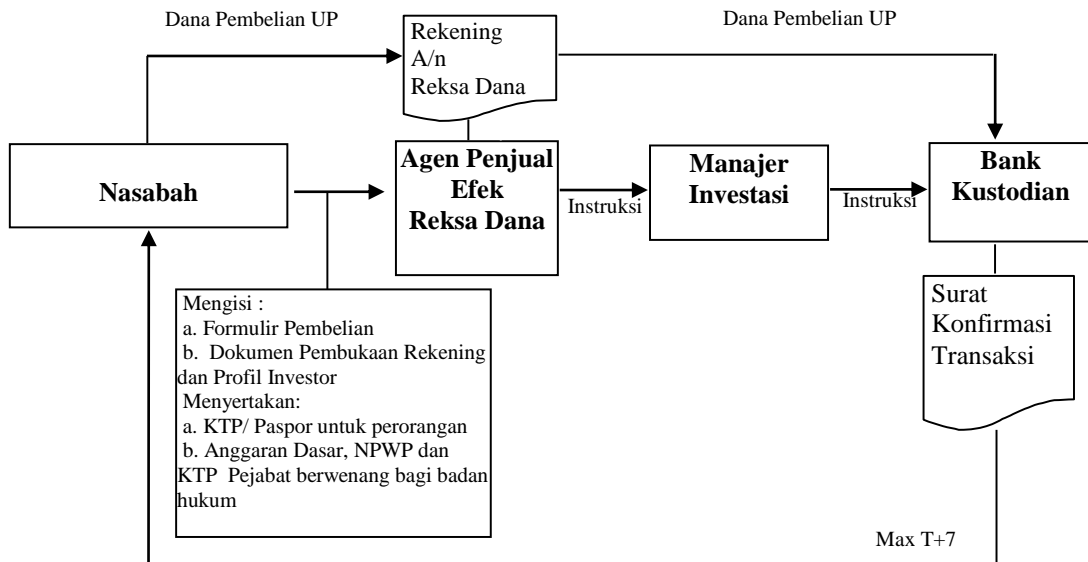 Dana Pembelian UP
Dana Pembelian UP
Rekening
A/n
Reksa Dana
Nasabah
Agen Penjual
Efek
Reksa Dana
Instruksi
Manajer
Investasi
Instruksi
Bank
Kustodian
Mengisi :
a. Formulir Pembelian
b. Dokumen Pembukaan Rekening
dan Profil Investor
Menyertakan:
a. KTP/ Paspor untuk perorangan
b. Anggaran Dasar, NPWP dan
KTP Pejabat berwenang bagi badan
hukum
Surat
Konfirmasi
Transaksi
Max T+7